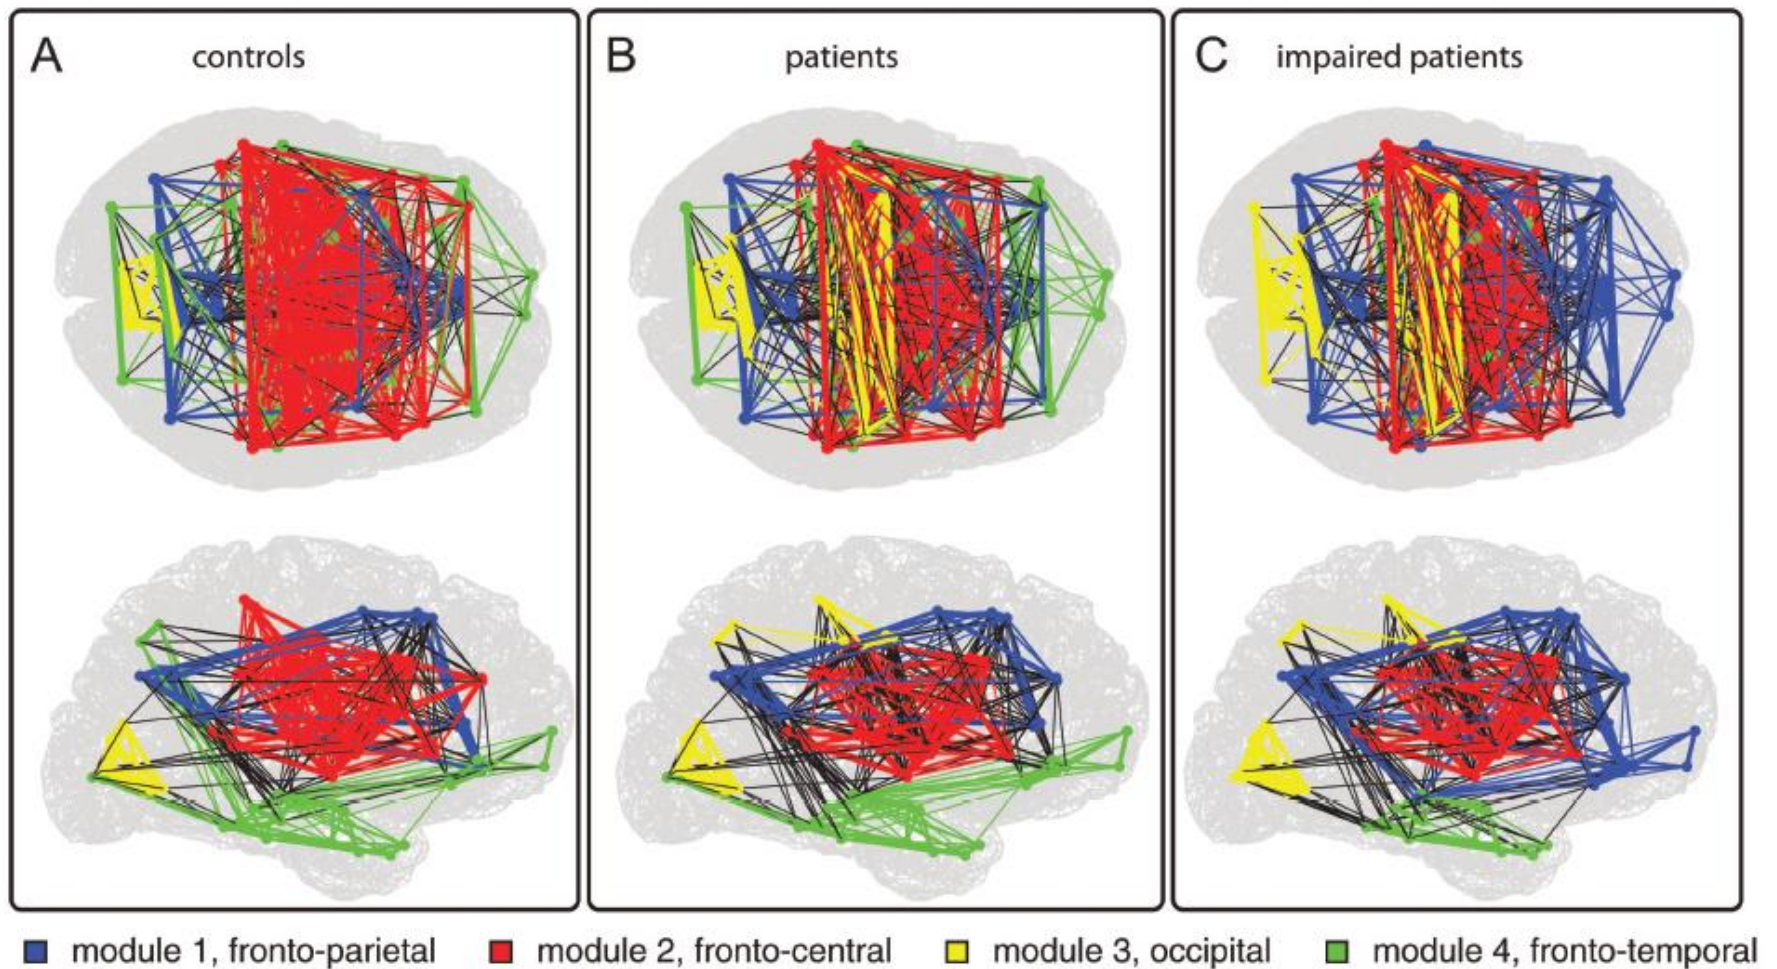 A controls B patients C impaired patients
module 1, fronto-parietal module 2, fronto-central module 3, occipital module 4, fronto-temporal